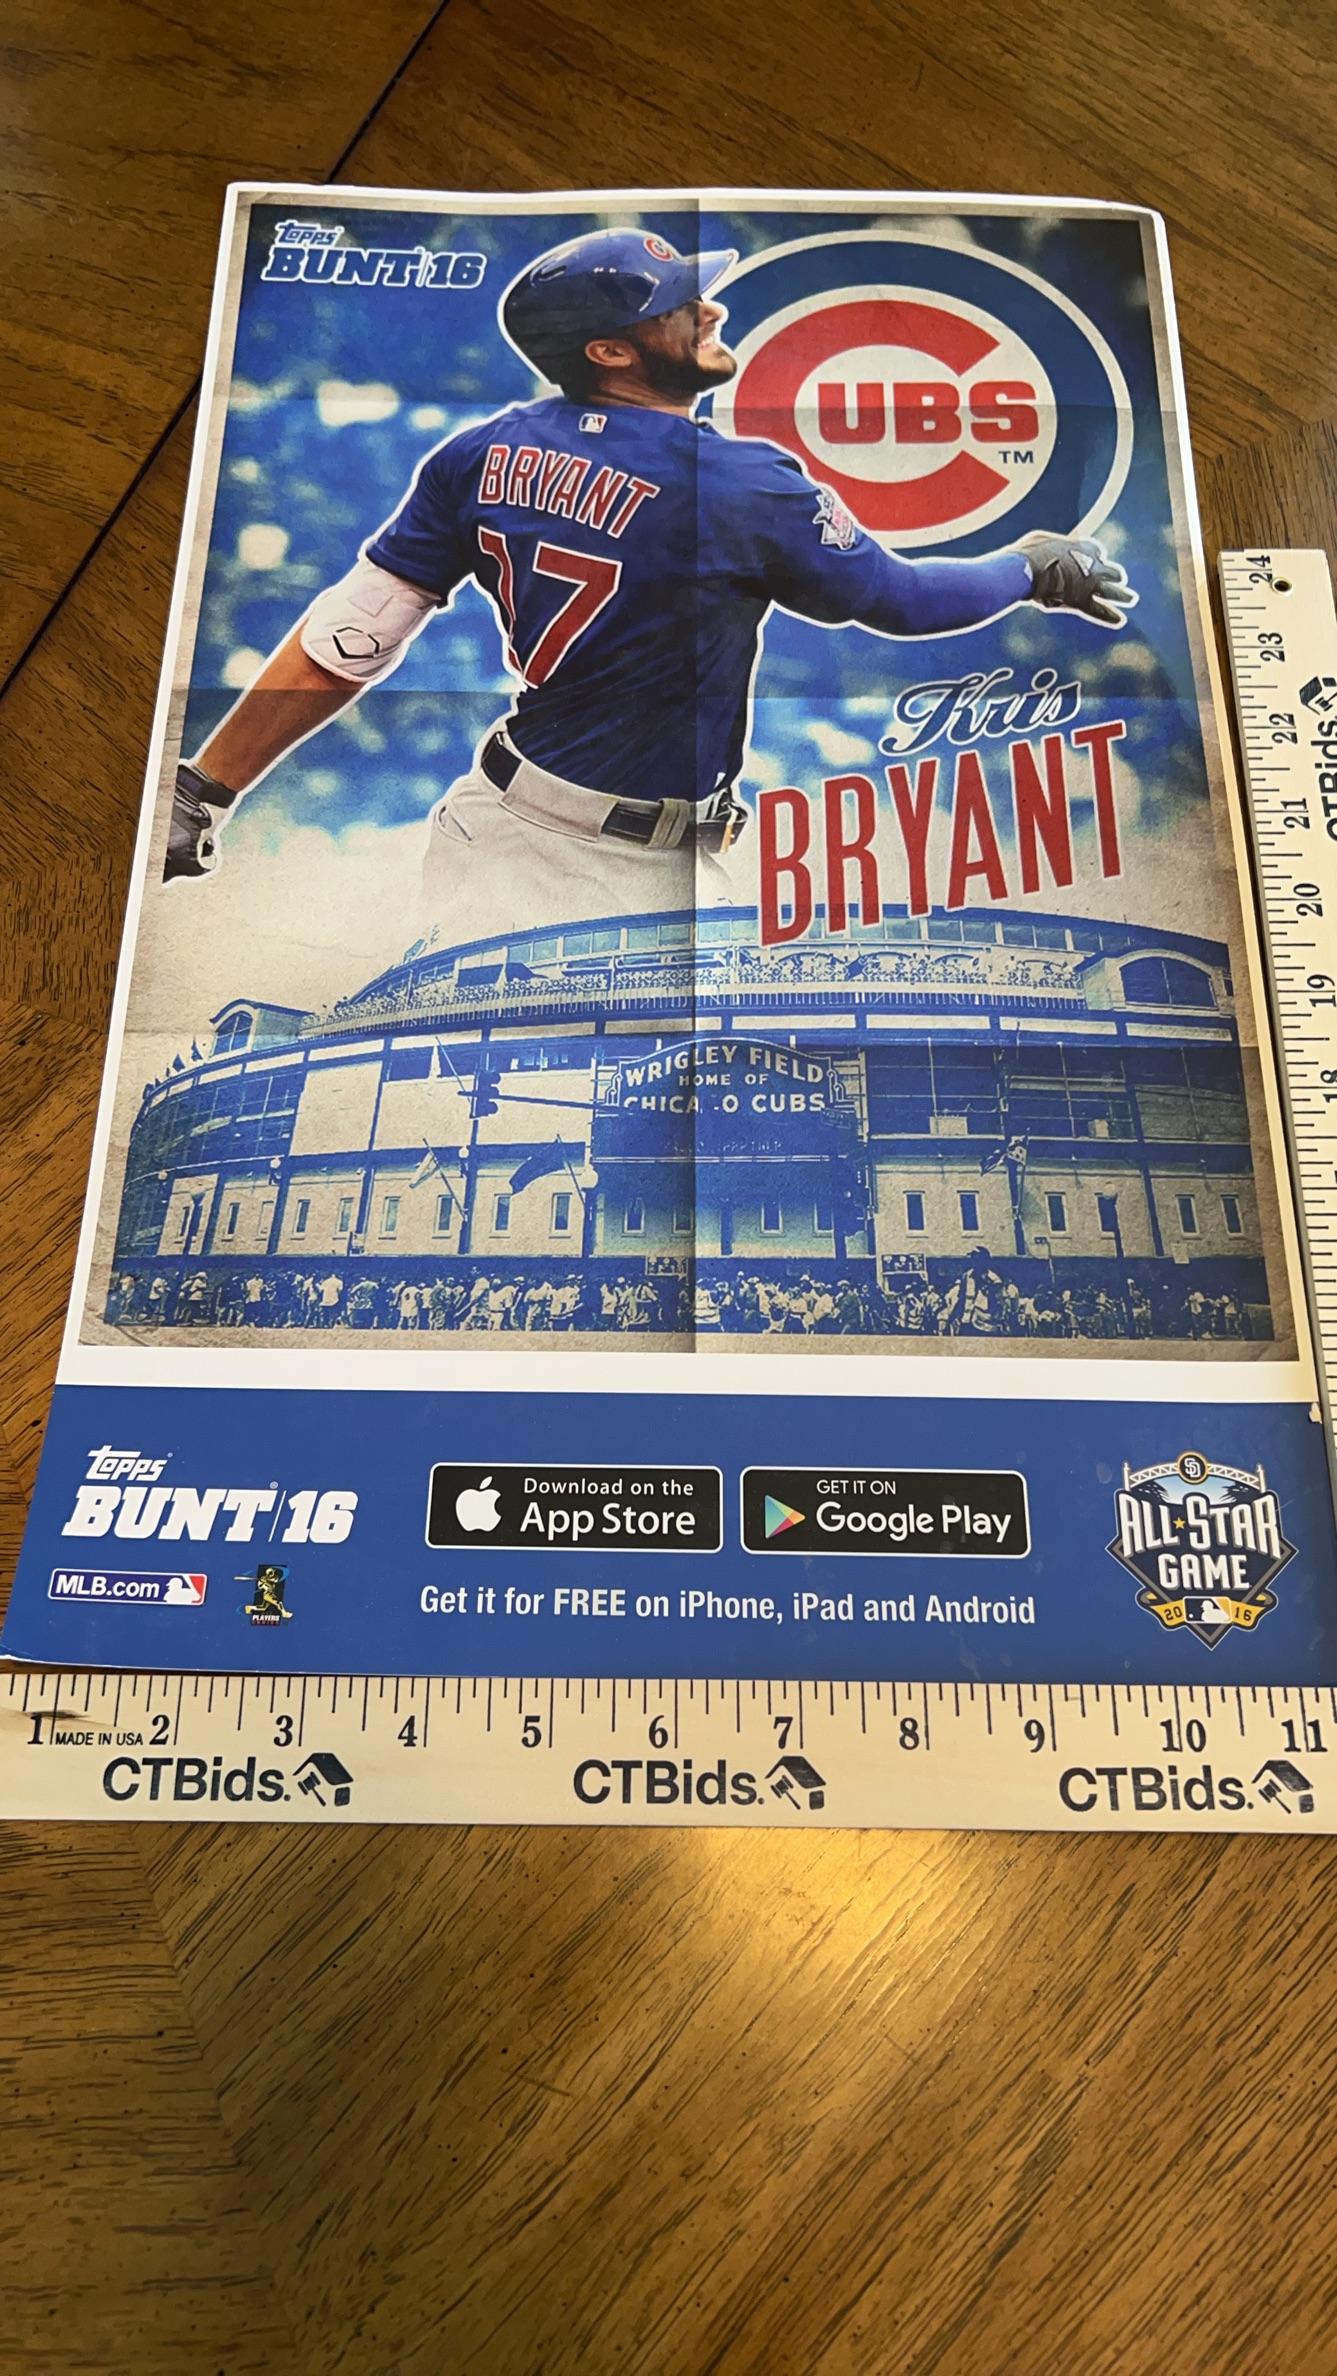 Topps
BUNT 16
CUBS
TM
BRYANT
17
Kris
BRYANT
WRIGLEY FIELD
HOME OF
CHICA O CUBS
Topps
BUNT 16
MLB.com
PLAYERS
Download on the
App Store
GET IT ON
Google Play
Get it for FREE on iPhone, iPad and Android
SD
ALL STAR
GAME
20 16
1 MADE IN USA 2 3 4 5 6 7 8 9 10 11
CTBids. CTBids. CTBids.
24
23
22
21
20
19
18
CTBids.